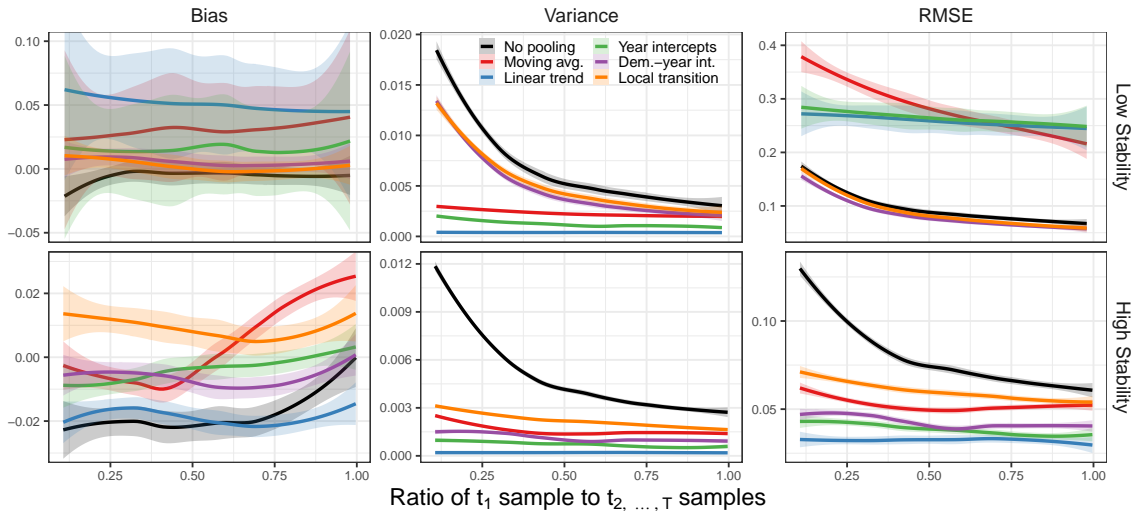 Bias
Variance
RMSE
No pooling
Moving avg.
Linear trend
Year intercepts
Dem.−year int.
Local transition
0.10
0.05
0.00
−0.05
0.020
0.015
0.010
0.005
0.000
0.4
0.3
0.2
0.1
Low Stability
0.02
0.00
−0.02
0.012
0.009
0.006
0.003
0.000
0.10
0.05
High Stability
0.25 0.50 0.75 1.00
0.25 0.50 0.75 1.00
0.25 0.50 0.75 1.00
Ratio of t1 sample to t2, ... , T samples